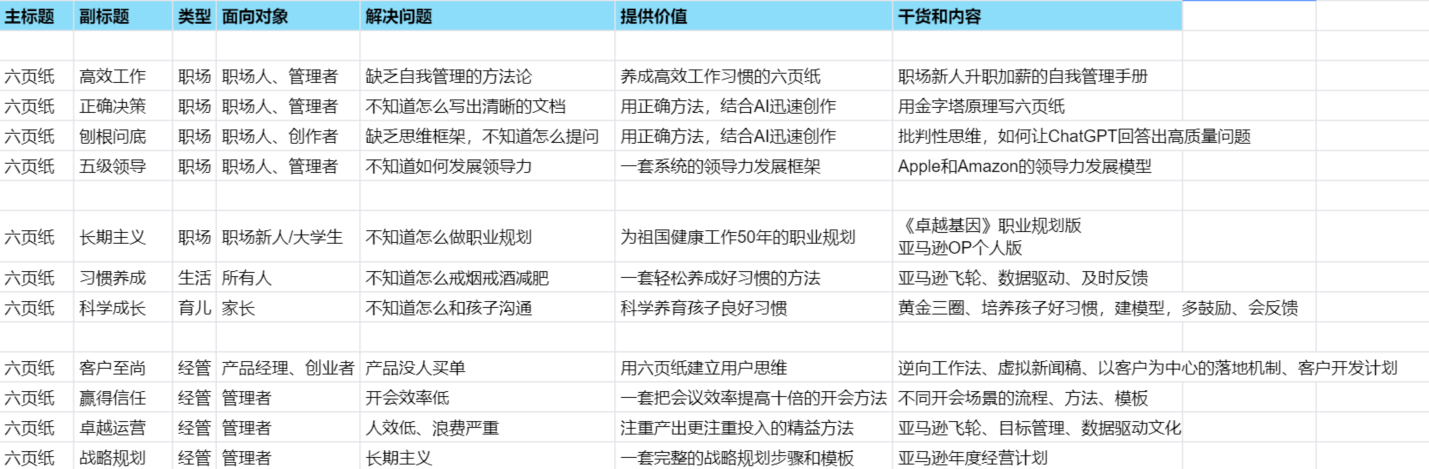 主标题 副标题 类型 面向对象 解决问题 提供价值 干货和内容
六页纸 高效工作 职场 职场人、管理者 缺乏自我管理的方法论 养成高效工作习惯的六页纸 职场新人升职加薪的自我管理手册
六页纸 正确决策 职场 职场人、管理者 不知道怎么写出清晰的文档 用正确方法，结合AI迅速创作 用金字塔原理写六页纸
六页纸 刨根问底 职场 职场人、创作者 缺乏思维框架，不知道怎么提问 用正确方法，结合AI迅速创作 批判性思维，如何让ChatGPT回答出高质量问题
六页纸 五级领导 职场 职场人、管理者 不知道如何发展领导力 一套系统的领导力发展框架 Apple和Amazon的领导力发展模型
六页纸 长期主义 职场 职场新人/大学生 不知道怎么做职业规划 为祖国健康工作50年的职业规划 《卓越基因》职业规划版
亚马逊OP个人版
六页纸 习惯养成 生活 所有人 不知道怎么戒烟戒酒减肥 一套轻松养成好习惯的方法 亚马逊飞轮、数据驱动、及时反馈
六页纸 科学成长 育儿 家长 不知道怎么和孩子沟通 科学养育孩子良好习惯 黄金三圈、培养孩子好习惯，建模型，多鼓励、会反馈
六页纸 客户至尚 经管 产品经理、创业者 产品没人买单 用六页纸建立用户思维 逆向工作法、虚拟新闻稿、以客户为中心的落地机制、客户开发计划
六页纸 赢得信任 经管 管理者 开会效率低 一套把会议效率提高十倍的开会方法 不同开会场景的流程、方法、模板
六页纸 卓越运营 经管 管理者 人效低、浪费严重 注重产出更注重投入的精益方法 亚马逊飞轮、目标管理、数据驱动文化
六页纸 战略规划 经管 管理者 长期主义 一套完整的战略规划步骤和模板 亚马逊年度经营计划